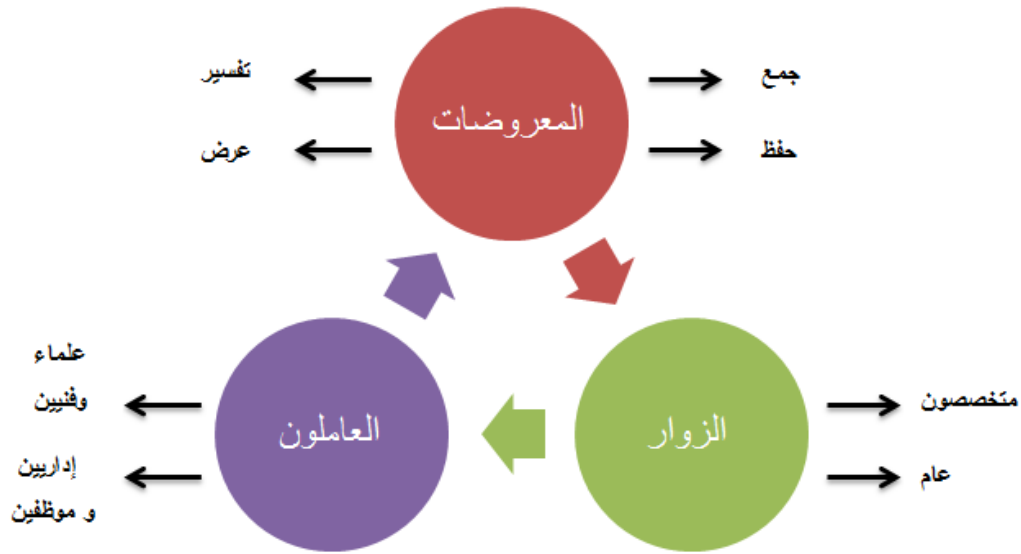 جمع
تفسير
المعروضات
حفظ
عرض
علماء
وفنيين
متخصصون
الزوار
العاملون
إداريين
عام
و موظفين